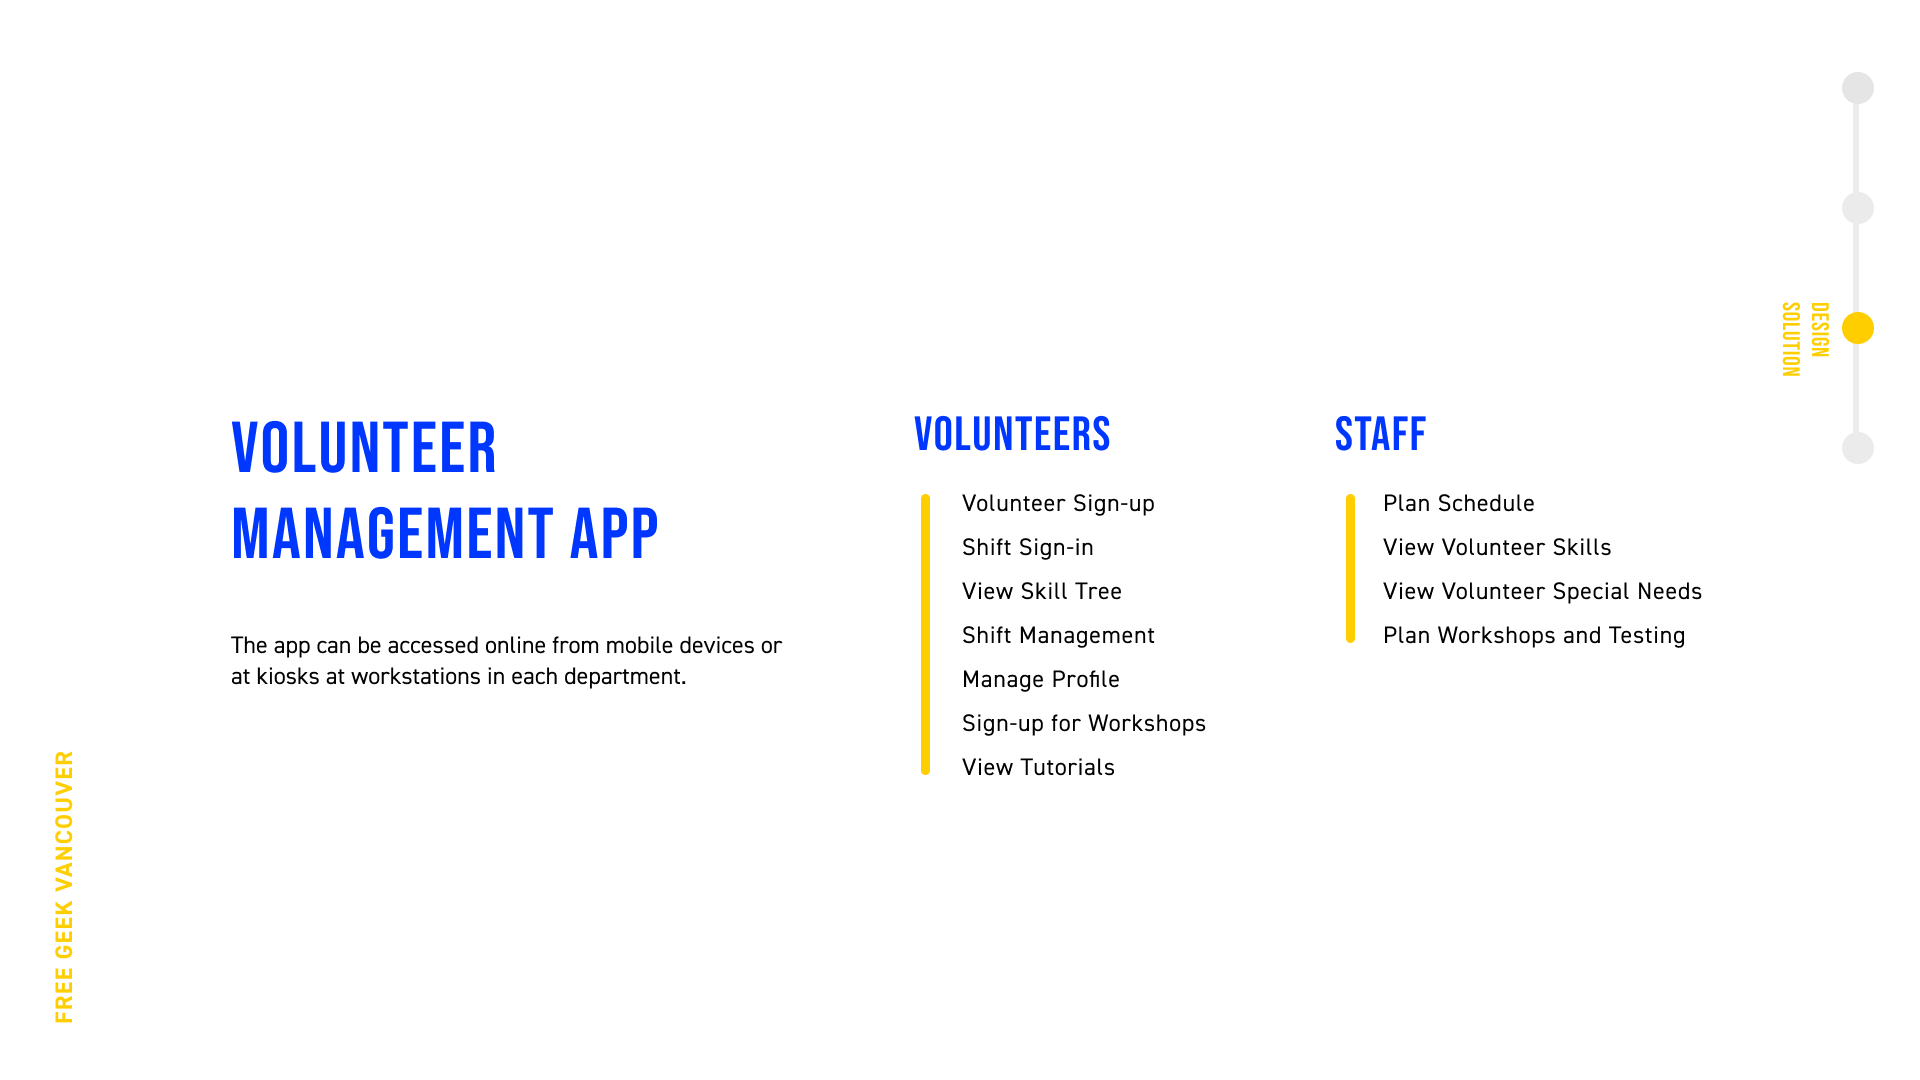 VOLUNTEER
MANAGEMENT APP
The app can be accessed online from mobile devices or
at kiosks at workstations in each department.
VOLUNTEERS
Volunteer Sign-up
Shift Sign-in
View Skill Tree
Shift Management
Manage Profile
Sign-up for Workshops
View Tutorials
STAFF
Plan Schedule
View Volunteer Skills
View Volunteer Special Needs
Plan Workshops and Testing
DESIGN
SOLUTION
FREE GEEK VANCOUVER